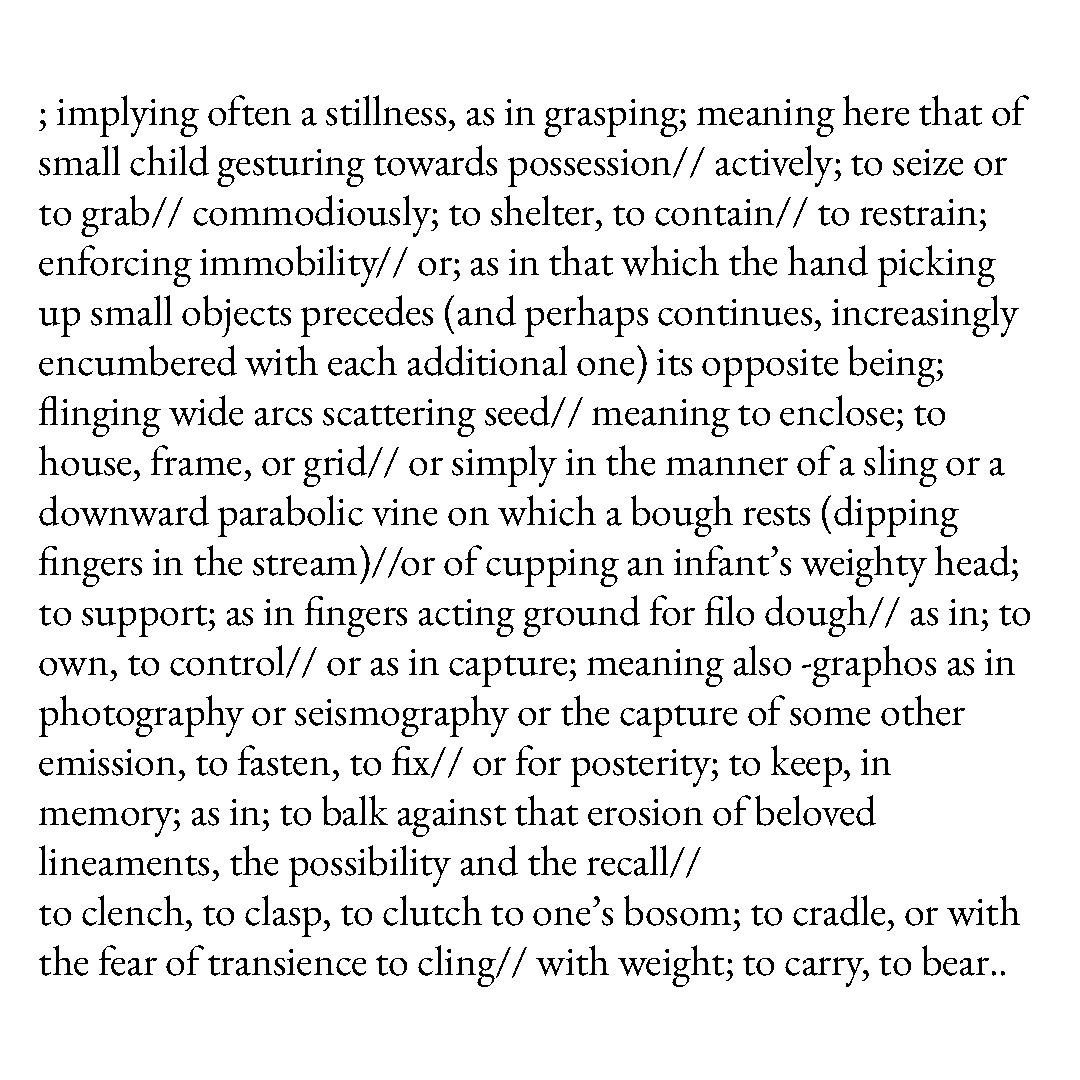 ; implying often a stillness, as in grasping; meaning here that of
small child gesturing towards possession// actively; to seize or
to grab// commodiously; to shelter, to contain// to restrain;
enforcing immobility// or; as in that which the hand picking
up small objects precedes (and perhaps continues, increasingly
encumbered with each additional one) its opposite being;
flinging wide arcs scattering seed// meaning to enclose; to
house, frame, or grid// or simply in the manner of a sling or a
downward parabolic vine on which a bough rests (dipping
fingers in the stream)//or of cupping an infant’s weighty head;
to support; as in fingers acting ground for filo dough// as in; to
own, to control// or as in capture; meaning also -graphos as in
photography or seismography or the capture of some other
emission, to fasten, to fix// or for posterity; to keep, in
memory; as in; to balk against that erosion of beloved
lineaments, the possibility and the recall//
to clench, to clasp, to clutch to one’s bosom; to cradle, or with
the fear of transience to cling// with weight; to carry, to bear..